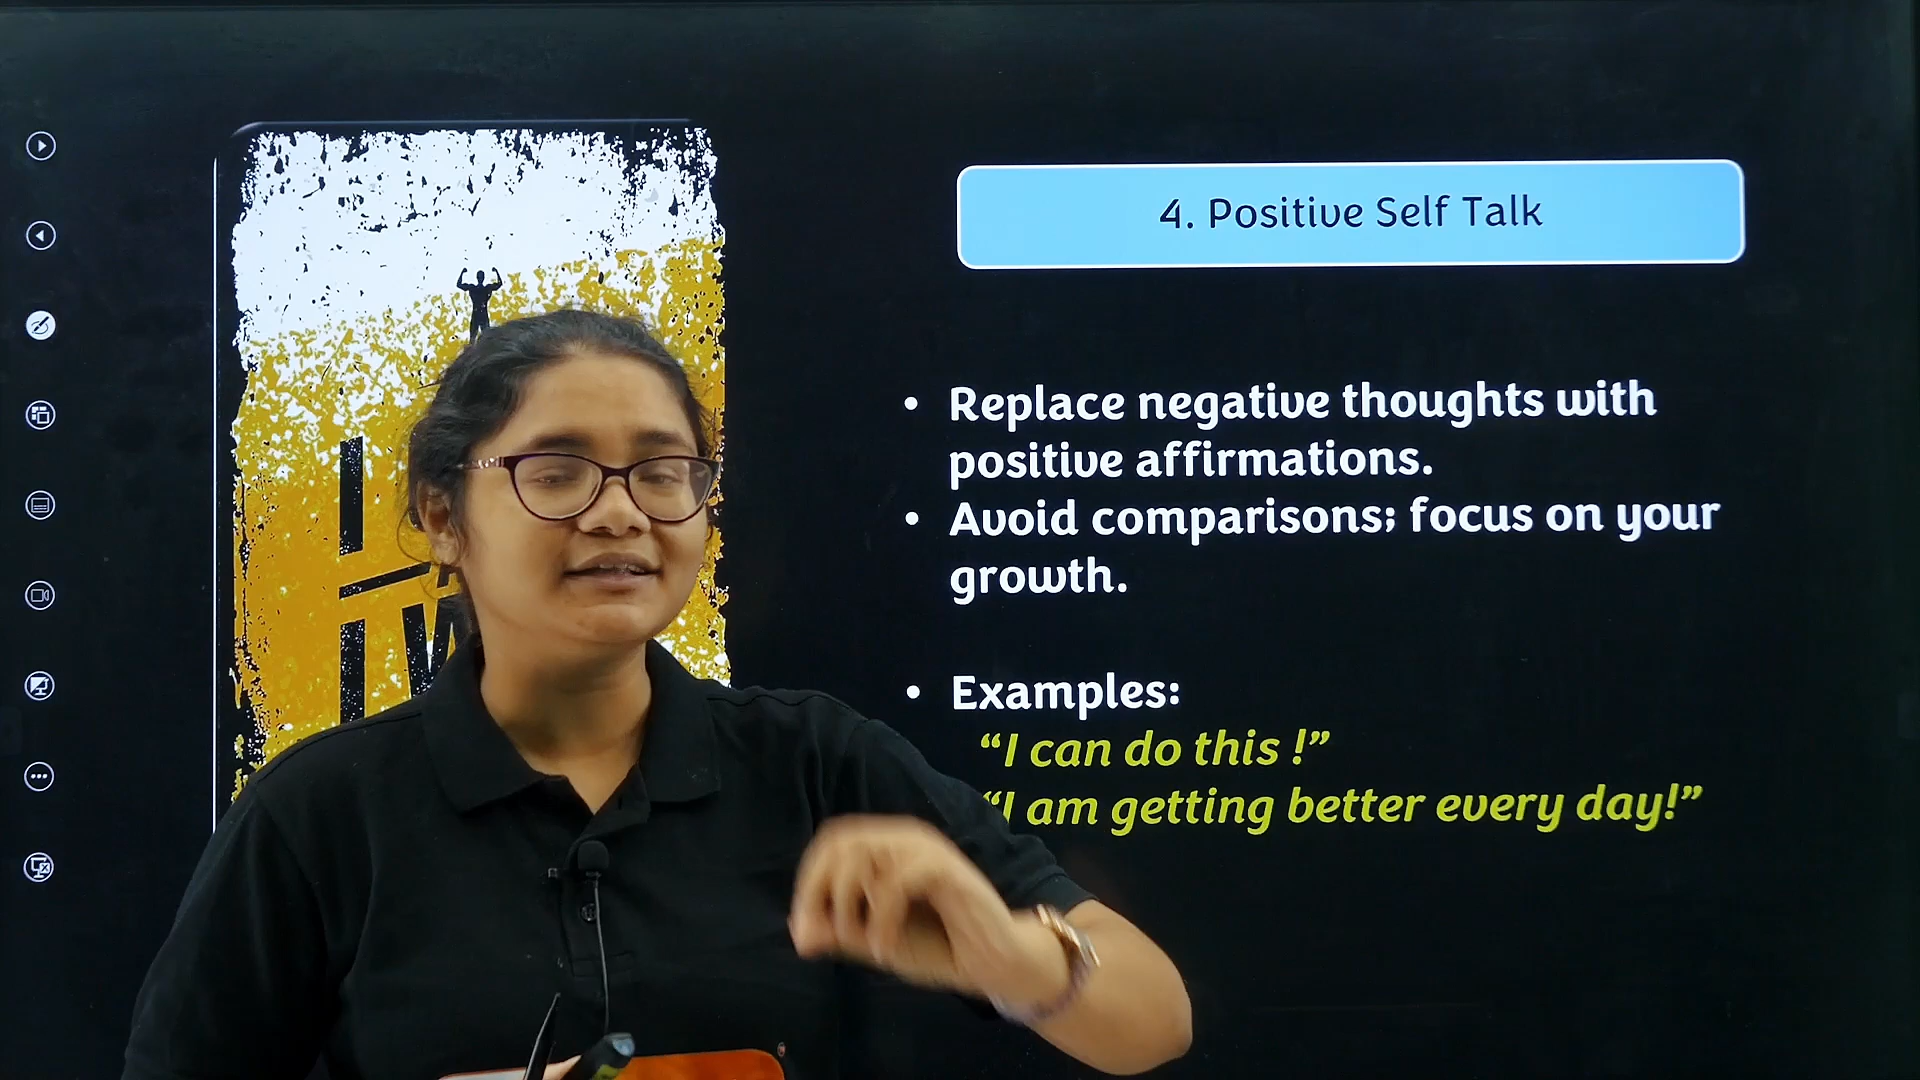 4. Positive Self Talk
• Replace negative thoughts with
positive affirmations.
• Avoid comparisons; focus on your
growth.
• Examples:
“I can do this !”
“I am getting better every day!”